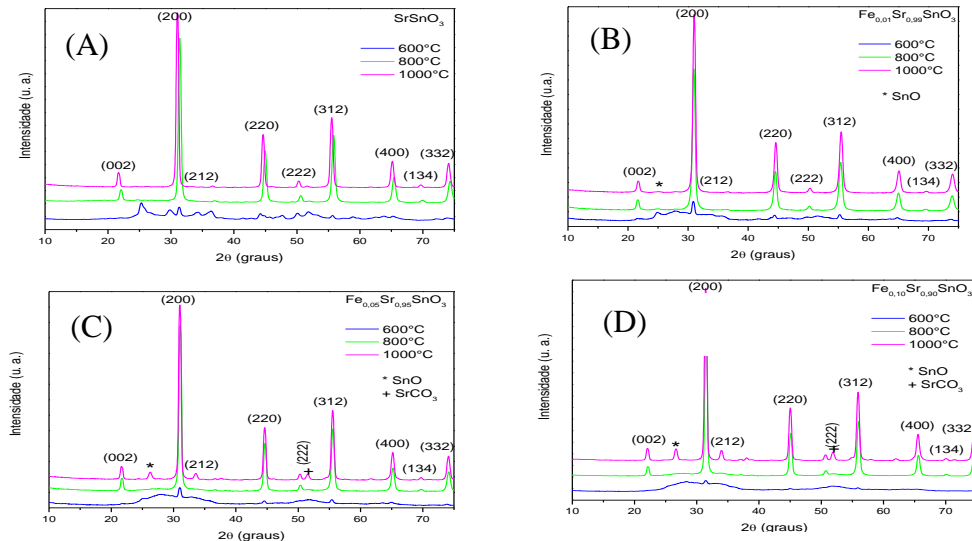 (A)
SrSnO₃
600°C
800°C
1000°C
(200)
(002)
(212)
(220)
(222)
(312)
(400)
(134)
(332)
Intensidade (u. a.)
10 20 30 40 50 60 70
2θ (graus)
(B)
Fe₀,₀₁Sr₀,₉₉SnO₃
600°C
800°C
1000°C
* SnO
(200)
(002)
*
(212)
(220)
(222)
(312)
(400)
(134)
(332)
Intensidade (u. a.)
10 20 30 40 50 60 70
2θ (graus)
(C)
Fe₀,₀₅Sr₀,₉₅SnO₃
600°C
800°C
1000°C
* SnO
+ SrCO₃
(200)
(002)
*
(212)
(220)
(222)
+
(312)
(400)
(134)
(332)
Intensidade (u. a.)
10 20 30 40 50 60 70
2θ (graus)
(D)
Fe₀,₁₀Sr₀,₉₀SnO₃
600°C
800°C
1000°C
* SnO
+ SrCO₃
(200)
(002)
*
(212)
(220)
(222)
+
(312)
(400)
(134)
(332)
Intensidade (u. a.)
10 20 30 40 50 60 70
2θ (graus)